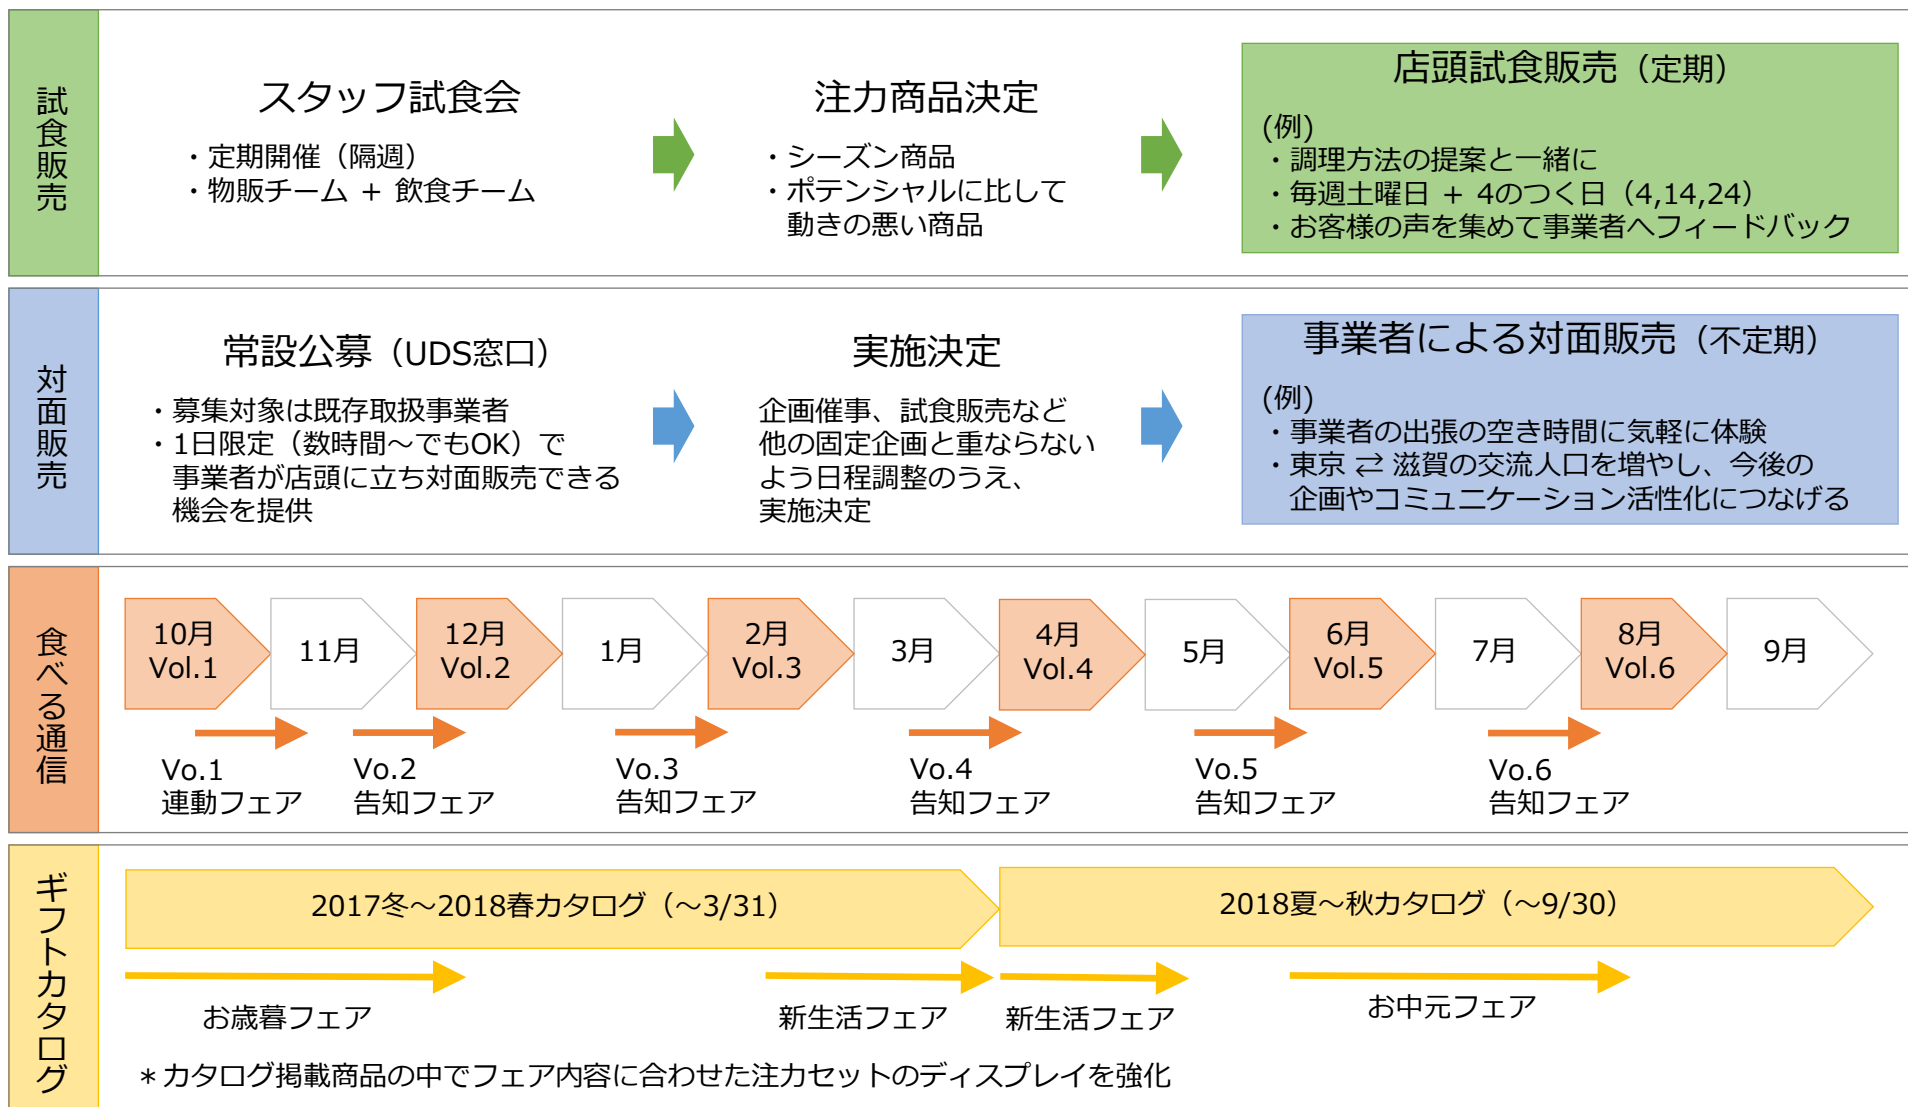 試食販売
スタッフ試食会
・定期開催（隔週）
・物販チーム + 飲食チーム
注力商品決定
・シーズン商品
・ポテンシャルに比して
動きの悪い商品
店頭試食販売（定期）
(例)
・調理方法の提案と一緒に
・毎週土曜日 + 4のつく日（4,14,24）
・お客様の声を集めて事業者へフィードバック
対面販売
常設公募（UDS窓口）
・募集対象は既存取扱事業者
・1日限定（数時間～でもOK）で
事業者が店頭に立ち対面販売できる
機会を提供
実施決定
企画催事、試食販売など
他の固定企画と重ならない
よう日程調整のうえ、
実施決定
事業者による対面販売（不定期）
(例)
・事業者の出張の空き時間に気軽に体験
・東京 ⇄ 滋賀の交流人口を増やし、今後の
企画やコミュニケーション活性化につなげる
食べる通信
10月
Vol.1
11月
12月
Vol.2
1月
2月
Vol.3
3月
4月
Vol.4
5月
6月
Vol.5
7月
8月
Vol.6
9月
Vo.1
連動フェア
Vo.2
告知フェア
Vo.3
告知フェア
Vo.4
告知フェア
Vo.5
告知フェア
Vo.6
告知フェア
ギフトカタログ
2017冬～2018春カタログ（～3/31）
2018夏～秋カタログ（～9/30）
お歳暮フェア
新生活フェア
新生活フェア
お中元フェア
＊カタログ掲載商品の中でフェア内容に合わせた注力セットのディスプレイを強化